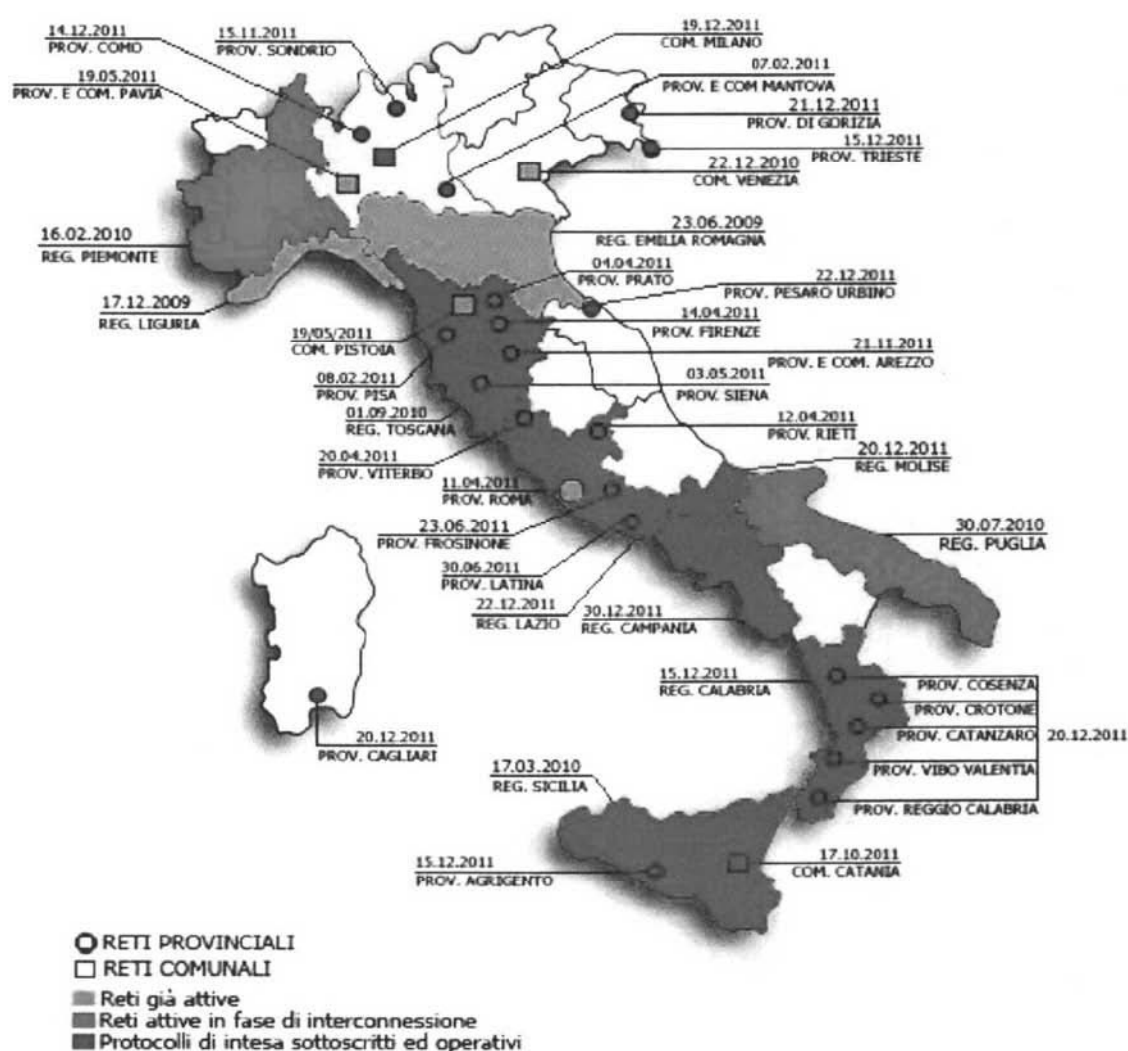 14.12.2011
PROV. COMO
15.11.2011
PROV. SONDRIO
19.12.2011
COM. MILANO
19.05.2011
PROV. E COM. PAVIA
07.02.2011
PROV. E COM MANTOVA
21.12.2011
PROV. DI GORIZIA
15.12.2011
PROV. TRIESTE
22.12.2010
COM. VENEZIA
16.02.2010
REG. PIEMONTE
23.06.2009
REG. EMILIA ROMAGNA
04.04.2011
PROV. PRATO
22.12.2011
PROV. PESARO URBINO
17.12.2009
REG. LIGURIA
14.04.2011
PROV. FIRENZE
19/05/2011
COM. PISTOIA
21.11.2011
PROV. E COM. AREZZO
08.02.2011
PROV. PISA
03.05.2011
PROV. SIENA
01.09.2010
REG. TOSCANA
12.04.2011
PROV. RIETI
20.04.2011
PROV. VITERBO
20.12.2011
REG. MOLISE
11.04.2011
PROV. ROMA
23.06.2011
PROV. FROSINONE
30.07.2010
REG. PUGLIA
30.06.2011
PROV. LATINA
22.12.2011
REG. LAZIO
30.12.2011
REG. CAMPANIA
15.12.2011
REG. CALABRIA
PROV. COSENZA
PROV. CROTONE
PROV. CATANZARO
20.12.2011
PROV. VIBO VALENTIA
PROV. REGGIO CALABRIA
20.12.2011
PROV. CAGLIARI
17.03.2010
REG. SICILIA
15.12.2011
PROV. AGRIGENTO
17.10.2011
COM. CATANIA
RETI PROVINCIALI
RETI COMUNALI
Reti già attive
Reti attive in fase di interconnessione
Protocolli di intesa sottoscritti ed operativi